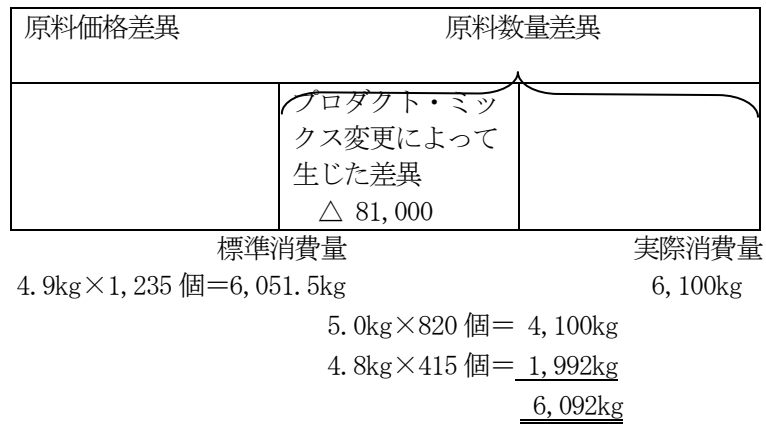 原料価格差異
原料数量差異
プロダクト・ミッ
クス変更によって
生じた差異
△ 81,000
標準消費量
実際消費量
4.9kg×1,235 個＝6,051.5kg
6,100kg
5.0kg×820 個＝ 4,100kg
4.8kg×415 個＝ 1,992kg
6,092kg